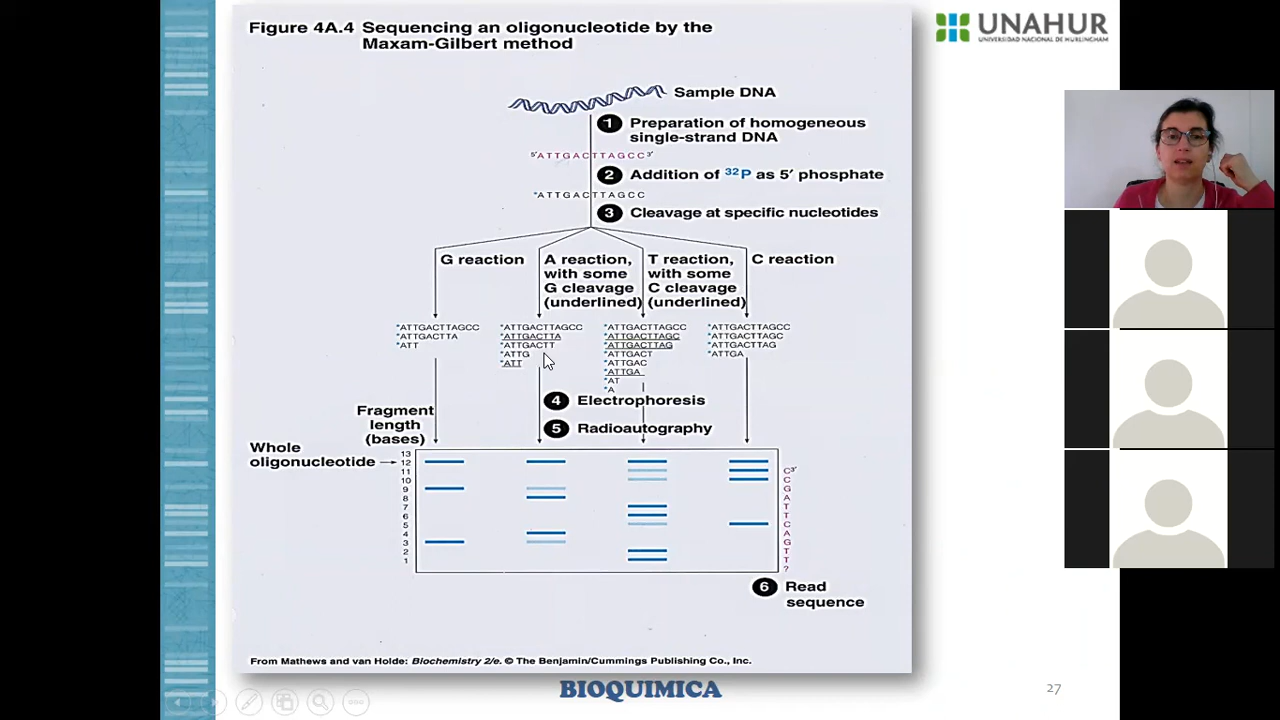 Figure 4A.4 Sequencing an oligonucleotide by the
Maxam-Gilbert method
UNAHUR
UNIVERSIDAD NACIONAL DE HURLINGHAM
Sample DNA
1 Preparation of homogeneous
single-strand DNA
5′ATTGACTTAGCC3′
2 Addition of 32P as 5′ phosphate
*ATTGACTTAGCC
3 Cleavage at specific nucleotides
G reaction
A reaction,
with some
G cleavage
(underlined)
T reaction,
with some
C cleavage
(underlined)
C reaction
*ATTGACTTAGCC
*ATTGACTTA
*ATT
*ATTGACTTAGCC
*ATTGACTTA
*ATTGACTT
*ATTG
*ATT
*ATTGACTTAGCC
*ATTGACTTAGC
*ATTGACTTAG
*ATTGACT
*ATTGAC
*ATTGA
*AT
*A
*ATTGACTTAGCC
*ATTGACTTAGC
*ATTGACTTAG
*ATTGA
4 Electrophoresis
5 Radioautography
Fragment
length
(bases)
Whole
oligonucleotide
13
12
11
10
9
8
7
6
5
4
3
2
1
C3′
C
G
A
T
T
C
A
G
T
T
?
6 Read
sequence
From Mathews and van Holde: Biochemistry 2/e. © The Benjamin/Cummings Publishing Co., Inc.
BIOQUIMICA
27